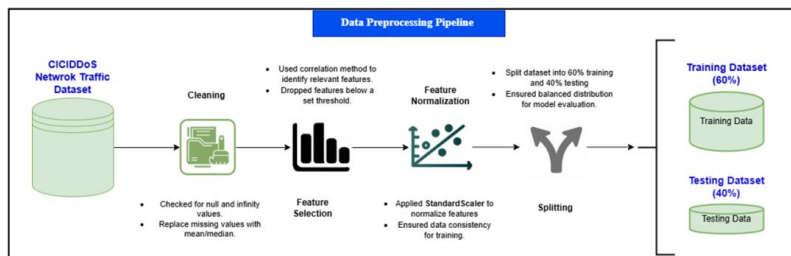 Data Preprocessing Pipeline
CICIDDoS
Netwrok Traffic
Dataset
Cleaning
• Checked for null and infinity
values.
• Replace missing values with
mean/median.
• Used correlation method to
identify relevant features.
• Dropped features below a
set threshold.
Feature
Selection
Feature
Normalization
• Applied StandardScaler to
normalize features
• Ensured data consistency
for training.
• Split dataset into 60% training
and 40% testing
• Ensured balanced distribution
for model evaluation.
Splitting
Training Dataset
(60%)
Training Data
Testing Dataset
(40%)
Testing Data